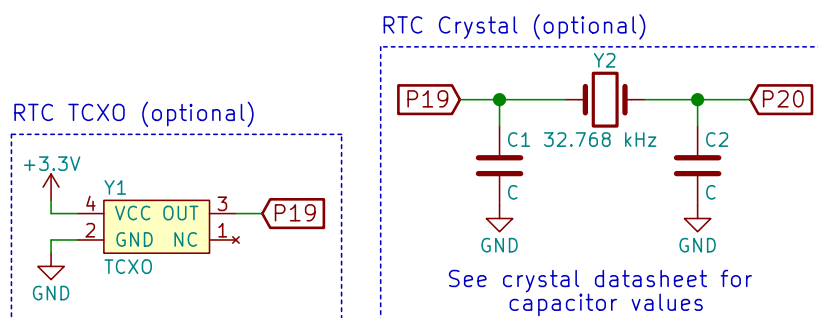 RTC Crystal (optional)
Y2
P19
P20
C1
32.768 kHz
C2
C
C
GND
GND
See crystal datasheet for
capacitor values
RTC TCXO (optional)
+3.3V
Y1
4
VCC
OUT
3
P19
2
GND
NC
1
TCXO
GND